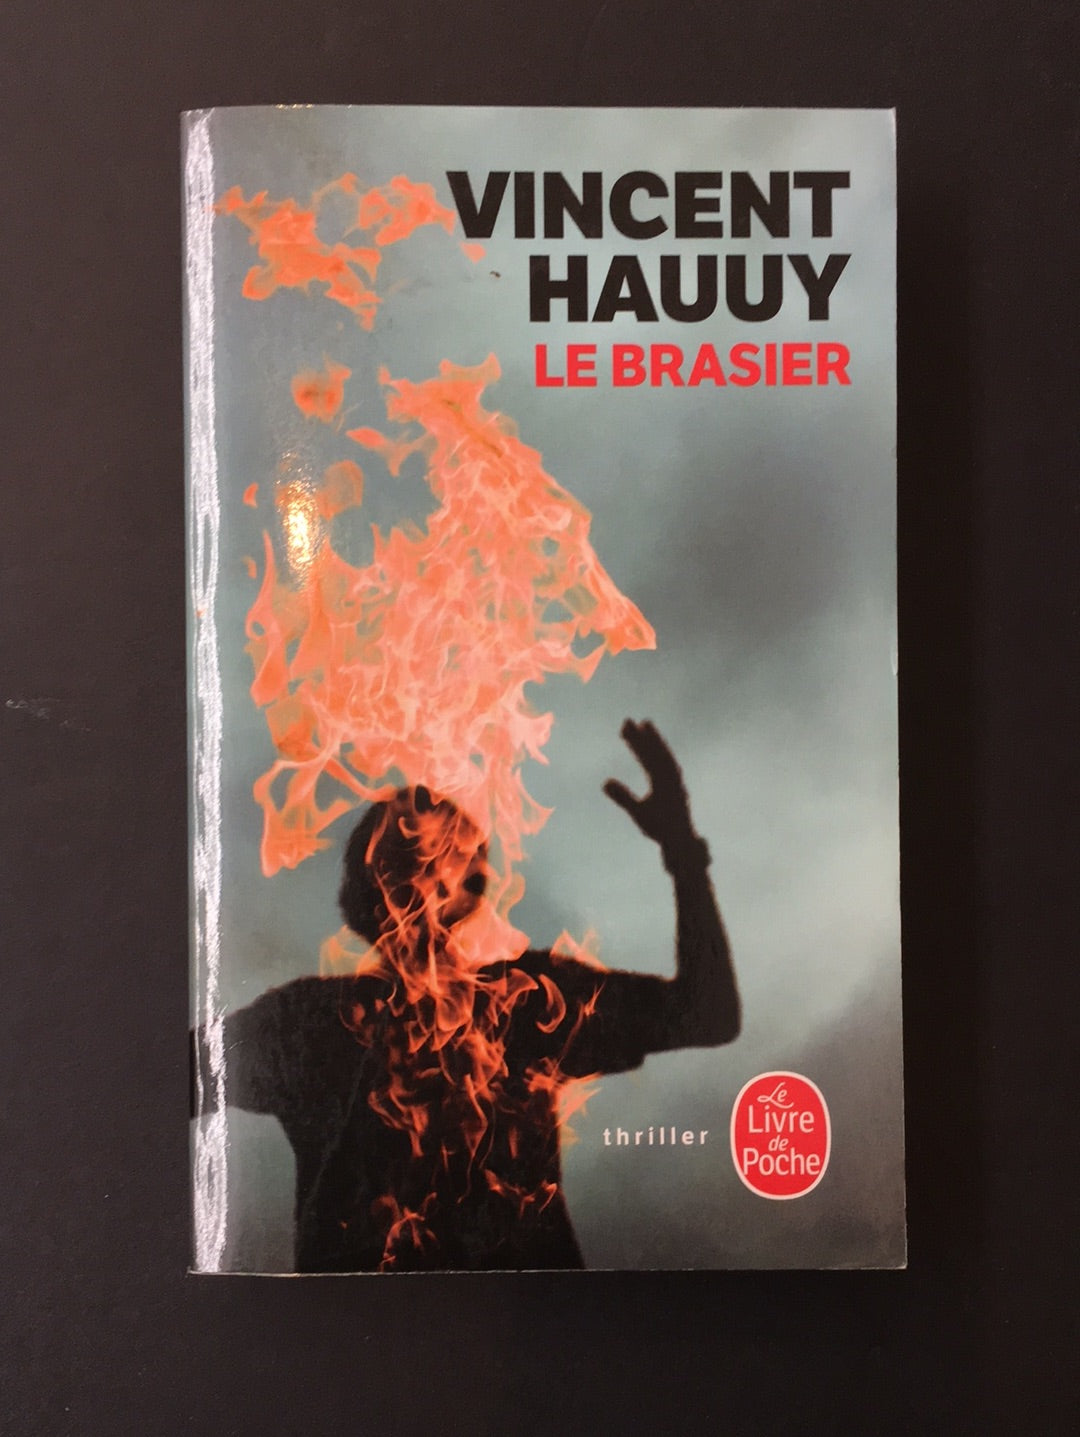 VINCENT
HAUUY
LE BRASIER
thriller
Le
Livre
de
Poche